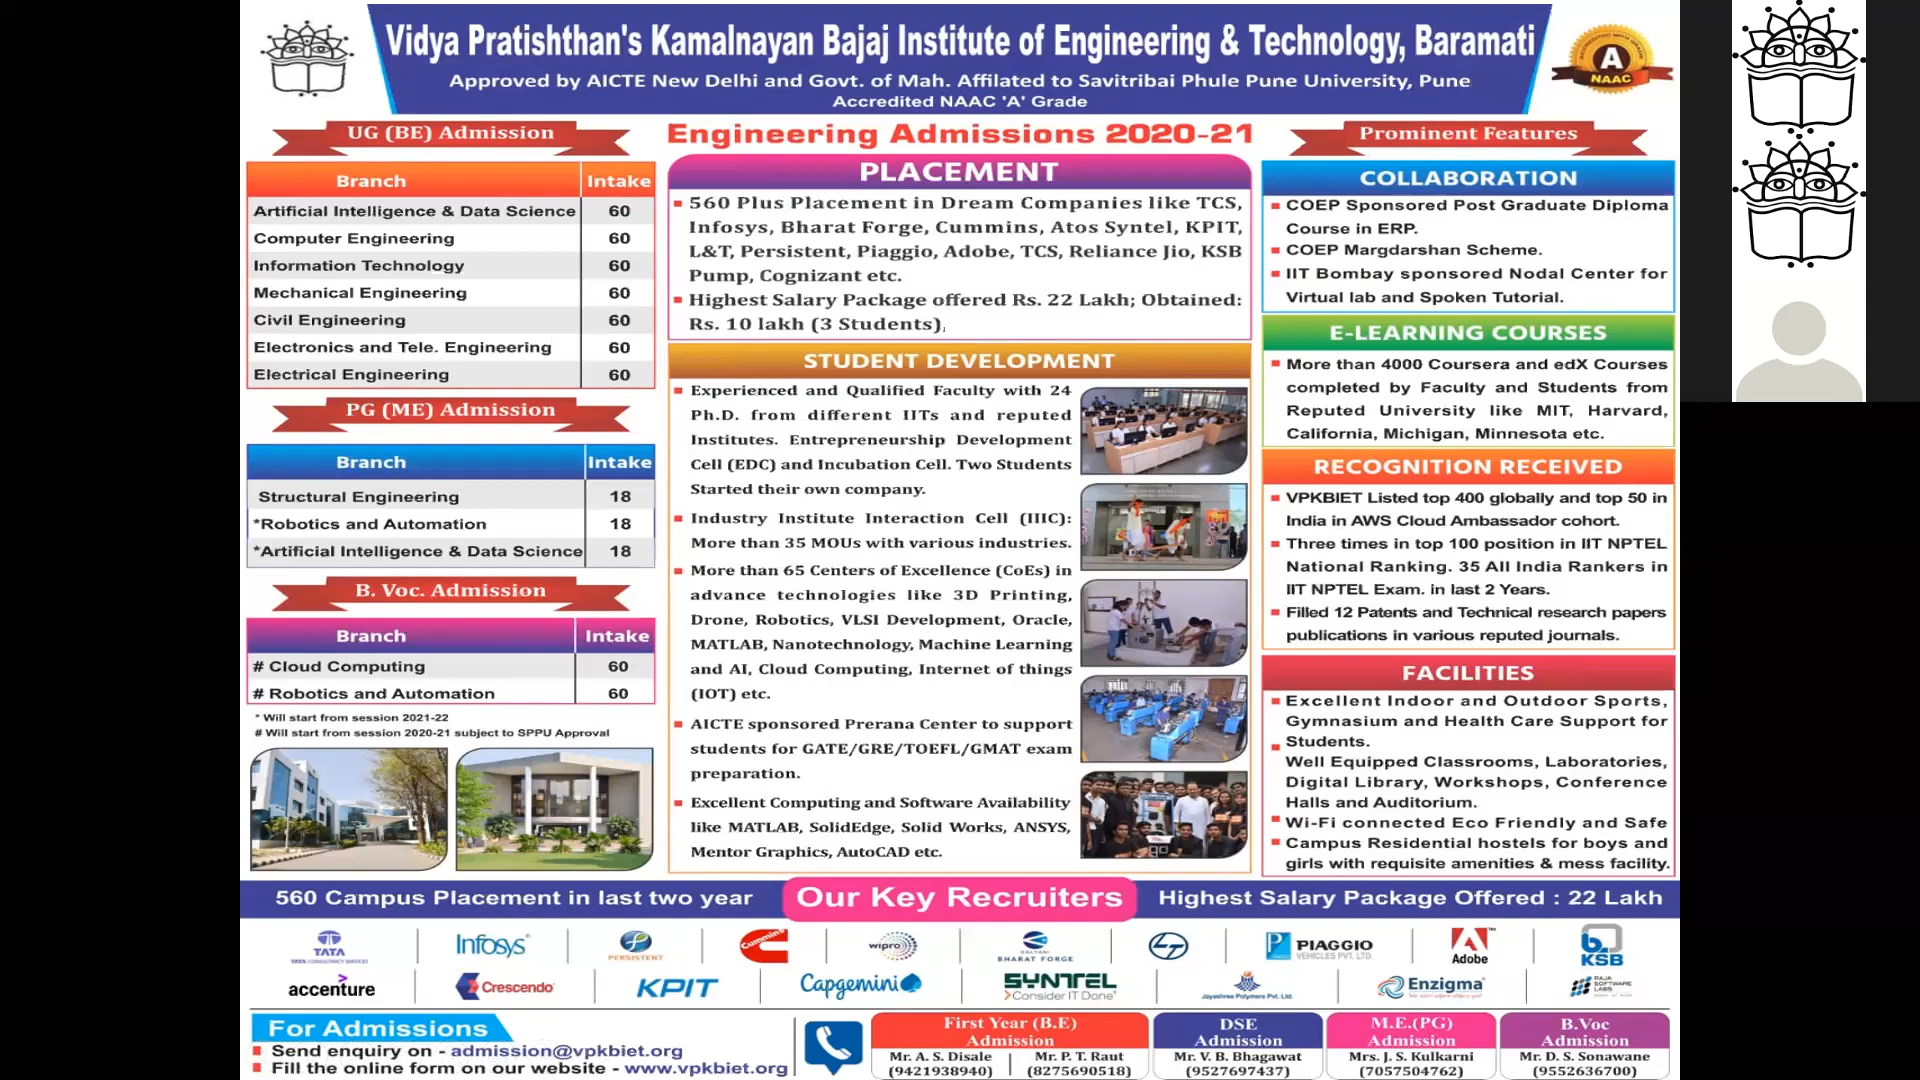 Vidya Pratishthan's Kamalnayan Bajaj Institute of Engineering & Technology, Baramati
Approved by AICTE New Delhi and Govt. of Mah. Affilated to Savitribai Phule Pune University, Pune
Accredited NAAC 'A' Grade
A
NAAC
UG (BE) Admission
Branch Intake
Artificial Intelligence & Data Science 60
Computer Engineering 60
Information Technology 60
Mechanical Engineering 60
Civil Engineering 60
Electronics and Tele. Engineering 60
Electrical Engineering 60
PG (ME) Admission
Branch Intake
Structural Engineering 18
*Robotics and Automation 18
*Artificial Intelligence & Data Science 18
B. Voc. Admission
Branch Intake
# Cloud Computing 60
# Robotics and Automation 60
* Will start from session 2021-22
# Will start from session 2020-21 subject to SPPU Approval
Engineering Admissions 2020-21
PLACEMENT
560 Plus Placement in Dream Companies like TCS,
Infosys, Bharat Forge, Cummins, Atos Syntel, KPIT,
L&T, Persistent, Piaggio, Adobe, TCS, Reliance Jio, KSB
Pump, Cognizant etc.
Highest Salary Package offered Rs. 22 Lakh; Obtained:
Rs. 10 lakh (3 Students),
STUDENT DEVELOPMENT
Experienced and Qualified Faculty with 24
Ph.D. from different IITs and reputed
Institutes. Entrepreneurship Development
Cell (EDC) and Incubation Cell. Two Students
Started their own company.
Industry Institute Interaction Cell (IIIC):
More than 35 MOUs with various industries.
More than 65 Centers of Excellence (CoEs) in
advance technologies like 3D Printing,
Drone, Robotics, VLSI Development, Oracle,
MATLAB, Nanotechnology, Machine Learning
and AI, Cloud Computing, Internet of things
(IOT) etc.
AICTE sponsored Prerana Center to support
students for GATE/GRE/TOEFL/GMAT exam
preparation.
Excellent Computing and Software Availability
like MATLAB, SolidEdge, Solid Works, ANSYS,
Mentor Graphics, AutoCAD etc.
Prominent Features
COLLABORATION
COEP Sponsored Post Graduate Diploma
Course in ERP.
COEP Margdarshan Scheme.
IIT Bombay sponsored Nodal Center for
Virtual lab and Spoken Tutorial.
E-LEARNING COURSES
More than 4000 Coursera and edX Courses
completed by Faculty and Students from
Reputed University like MIT, Harvard,
California, Michigan, Minnesota etc.
RECOGNITION RECEIVED
VPKBIET Listed top 400 globally and top 50 in
India in AWS Cloud Ambassador cohort.
Three times in top 100 position in IIT NPTEL
National Ranking. 35 All India Rankers in
IIT NPTEL Exam. in last 2 Years.
Filled 12 Patents and Technical research papers
publications in various reputed journals.
FACILITIES
Excellent Indoor and Outdoor Sports,
Gymnasium and Health Care Support for
Students.
Well Equipped Classrooms, Laboratories,
Digital Library, Workshops, Conference
Halls and Auditorium.
Wi-Fi connected Eco Friendly and Safe
Campus Residential hostels for boys and
girls with requisite amenities & mess facility.
560 Campus Placement in last two year
Our Key Recruiters
Highest Salary Package Offered : 22 Lakh
TATA
TATA CONSULTANCY SERVICES
Infosys
PERSISTENT
Cummins
wipro
KALYANI
BHARAT FORGE
LT
PIAGGIO
VEHICLES PVT. LTD.
Adobe
KSB
accenture
Crescendo
KPIT
Capgemini
SYNTEL
Consider IT Done
Jayashree Polymers Pvt. Ltd.
Enzigma
RAJA
SOFTWARE
LABS
For Admissions
Send enquiry on - admission@vpkbiet.org
Fill the online form on our website - www.vpkbiet.org
First Year (B.E)
Admission
Mr. A. S. Disale
(9421938940)
Mr. P. T. Raut
(8275690518)
DSE
Admission
Mr. V. B. Bhagawat
(9527697437)
M.E.(PG)
Admission
Mrs. J. S. Kulkarni
(7057504762)
B.Voc
Admission
Mr. D. S. Sonawane
(9552636700)